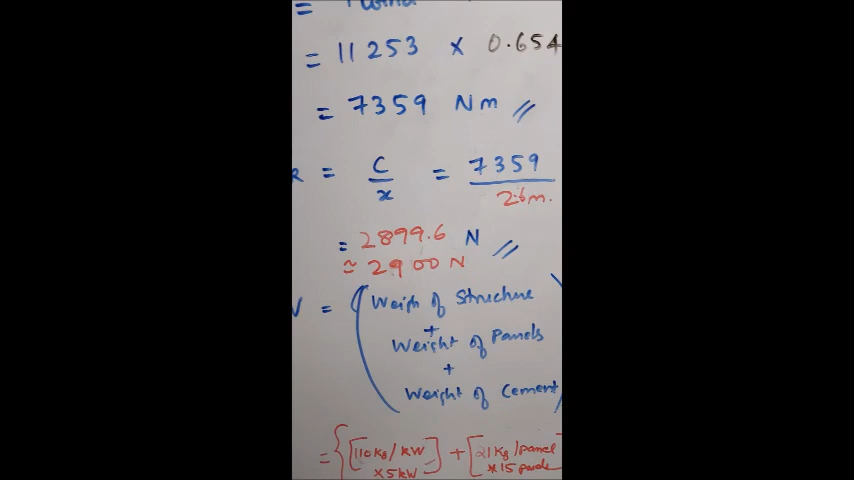 =
= 11253 × 0.654
= 7359 Nm //
R = C/x = 7359/2.6m.
= 2899.6 N //
≈ 2900 N
V = ( Weigh of Structure
+
Weight of Panels
+
Weight of Cement )
= { [110 Kg/kW × 5kW] + [21 Kg/panel * 15 panels]